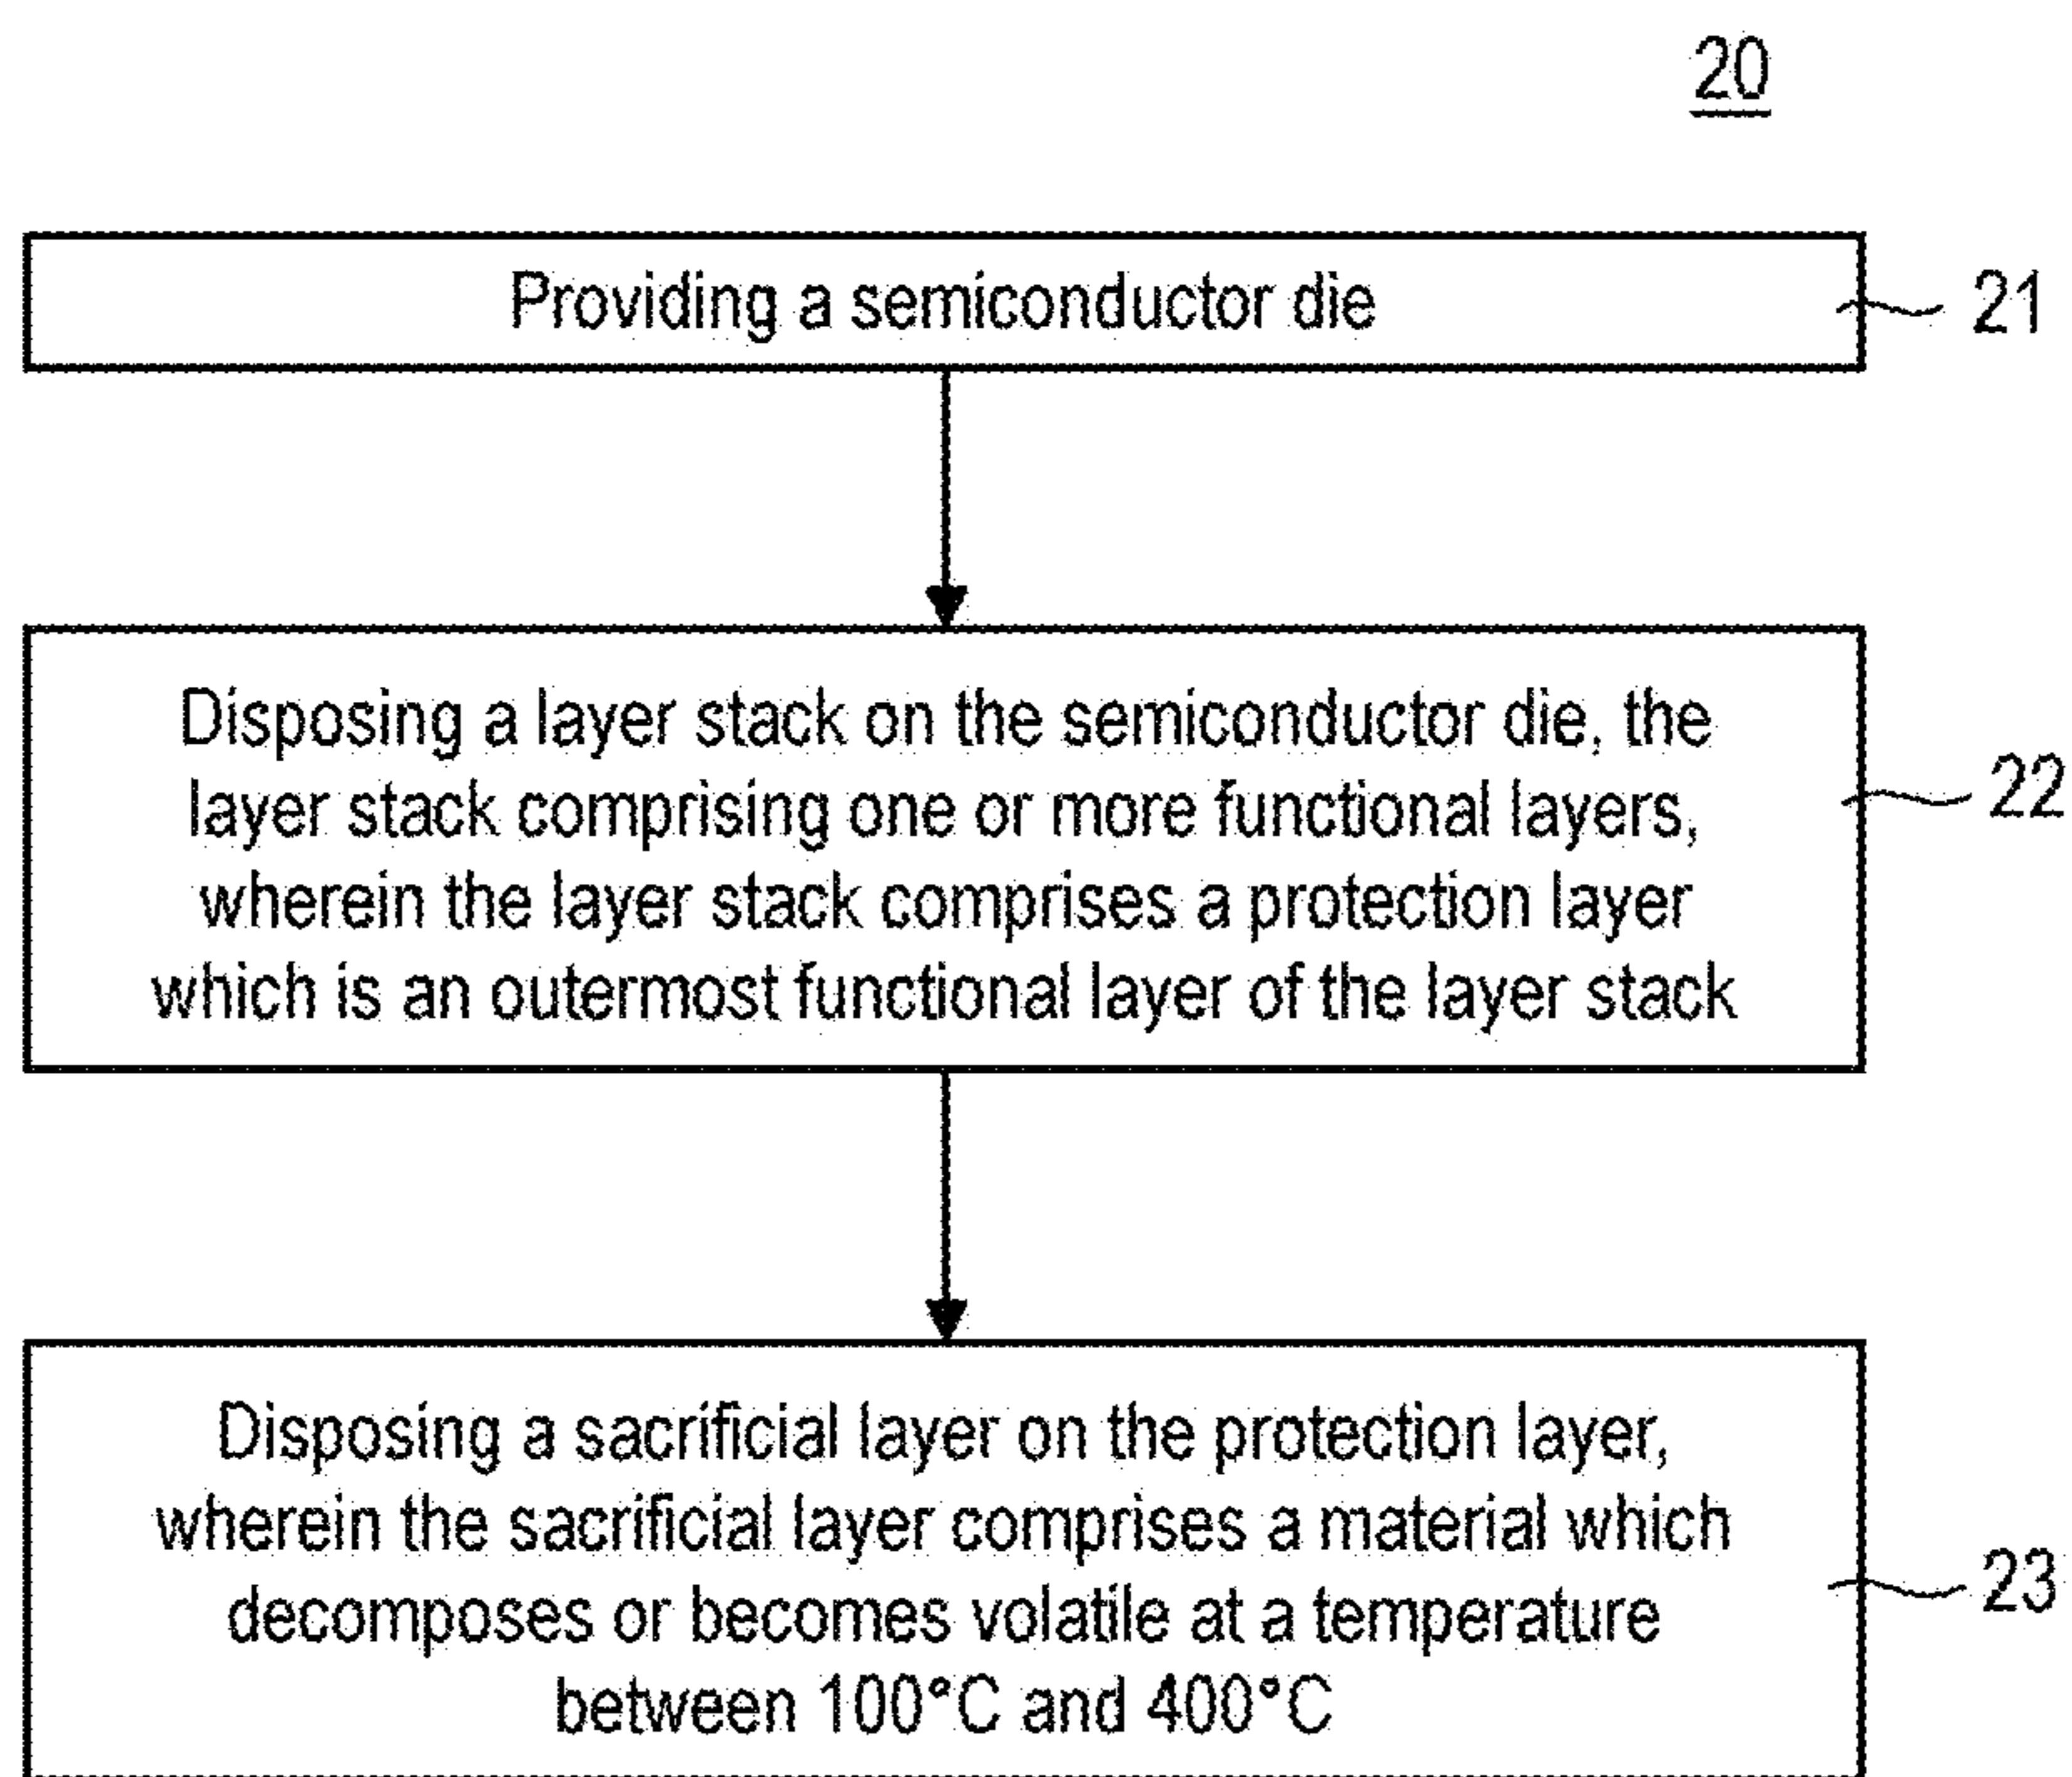 20
Providing a semiconductor die
21
Disposing a layer stack on the semiconductor die, the
layer stack comprising one or more functional layers,
wherein the layer stack comprises a protection layer
which is an outermost functional layer of the layer stack
22
Disposing a sacrificial layer on the protection layer,
wherein the sacrificial layer comprises a material which
decomposes or becomes volatile at a temperature
between 100°C and 400°C
23